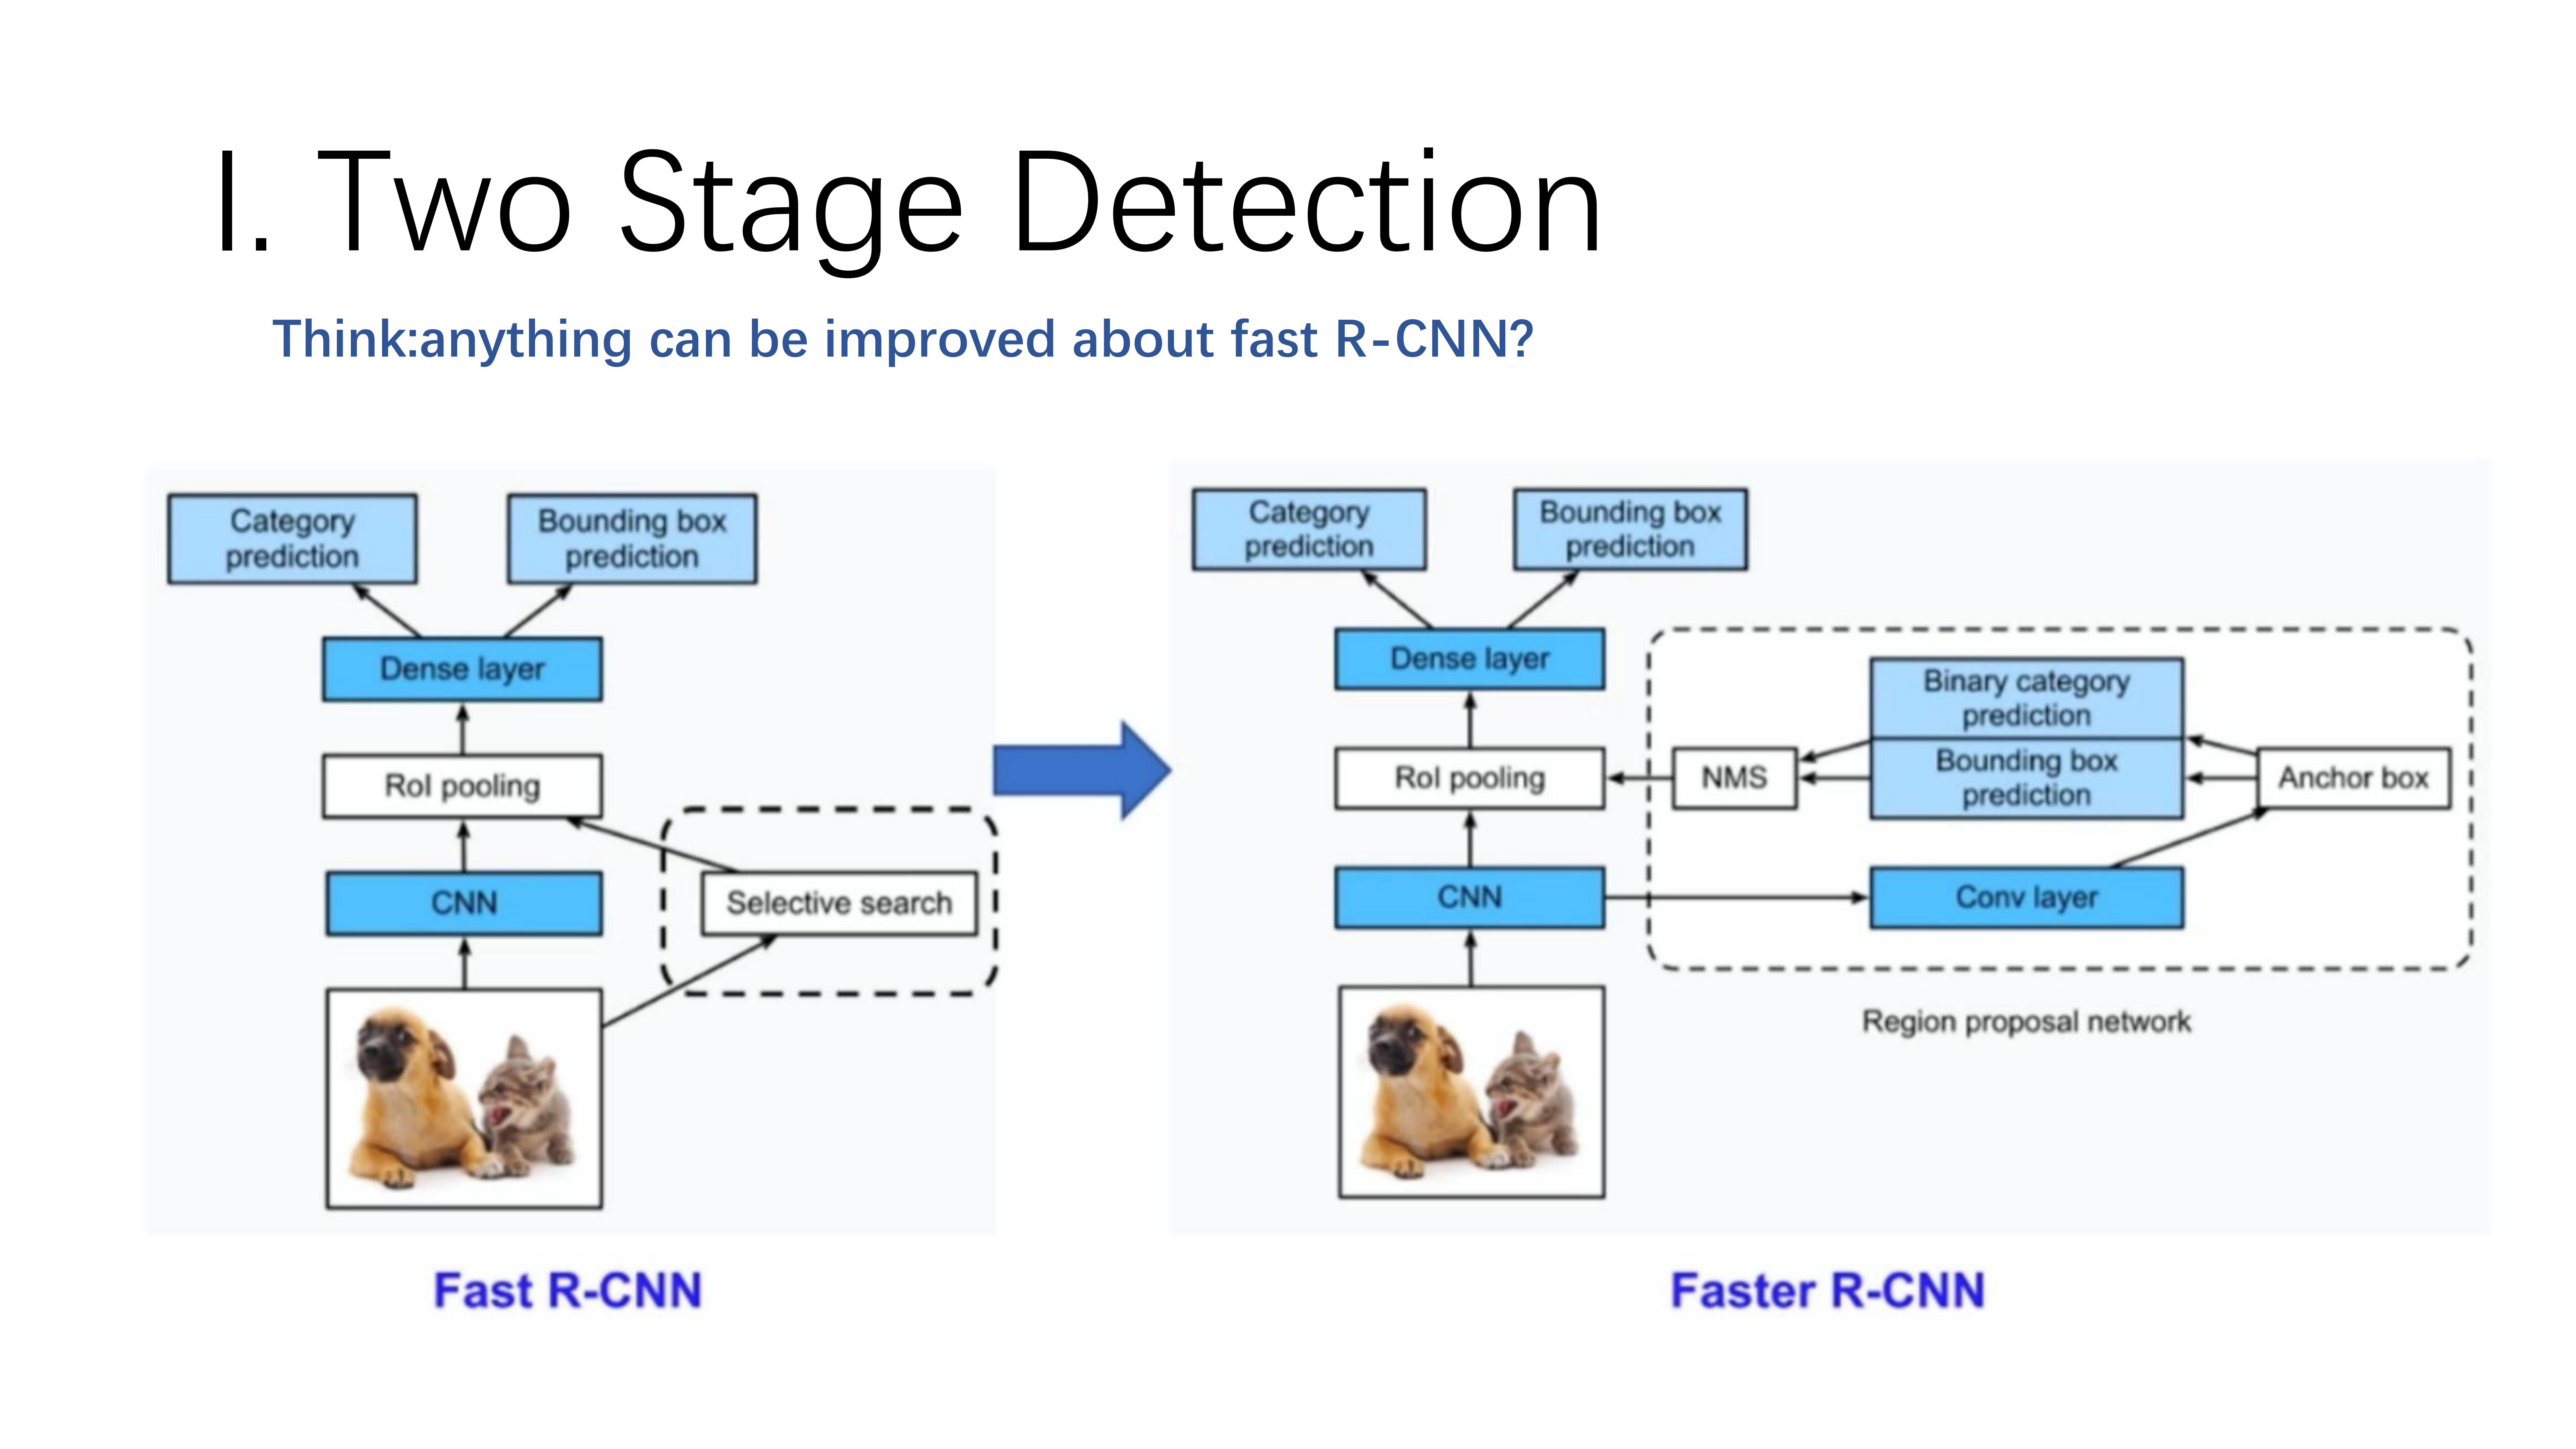 I. Two Stage Detection
Think:anything can be improved about fast R-CNN?
Category
prediction
Bounding box
prediction
Dense layer
RoI pooling
CNN
Selective search
Fast R-CNN
Category
prediction
Bounding box
prediction
Dense layer
RoI pooling
NMS
Binary category
prediction
Bounding box
prediction
Anchor box
CNN
Conv layer
Region proposal network
Faster R-CNN